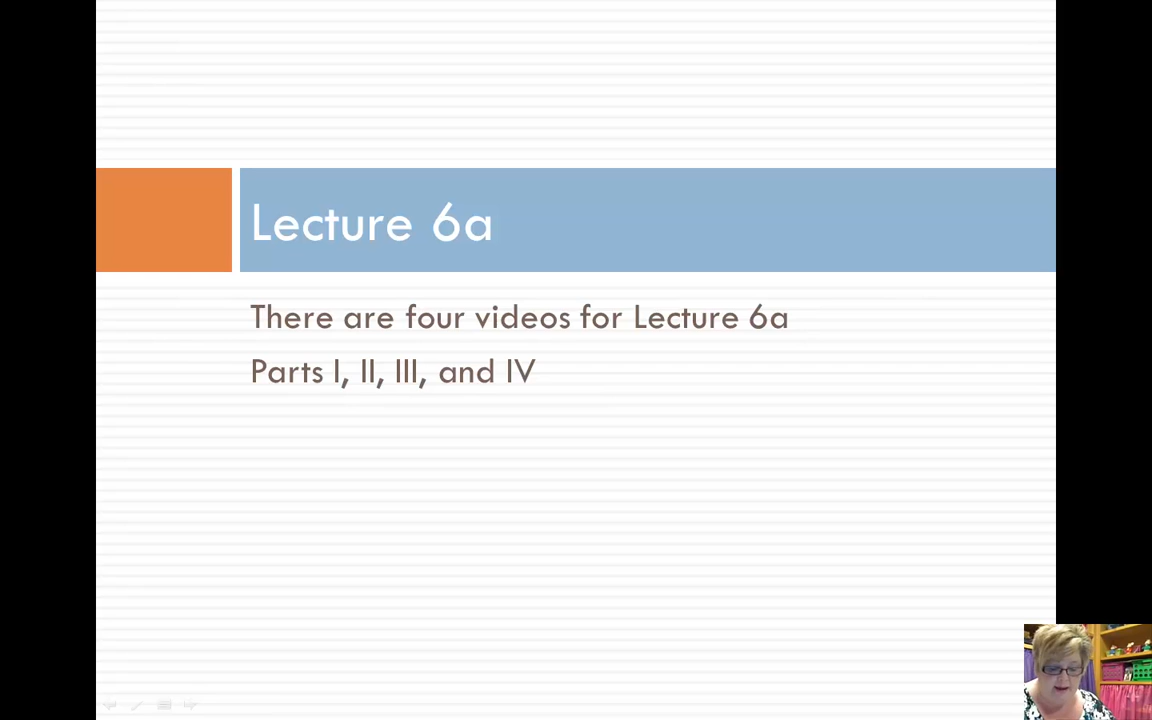 Lecture 6a
There are four videos for Lecture 6a
Parts I, II, III, and IV